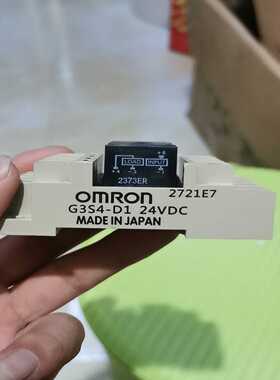 LOAD INPUT
2373ER
OMRON 2721E7
G3S4-D1 24VDC
MADE IN JAPAN